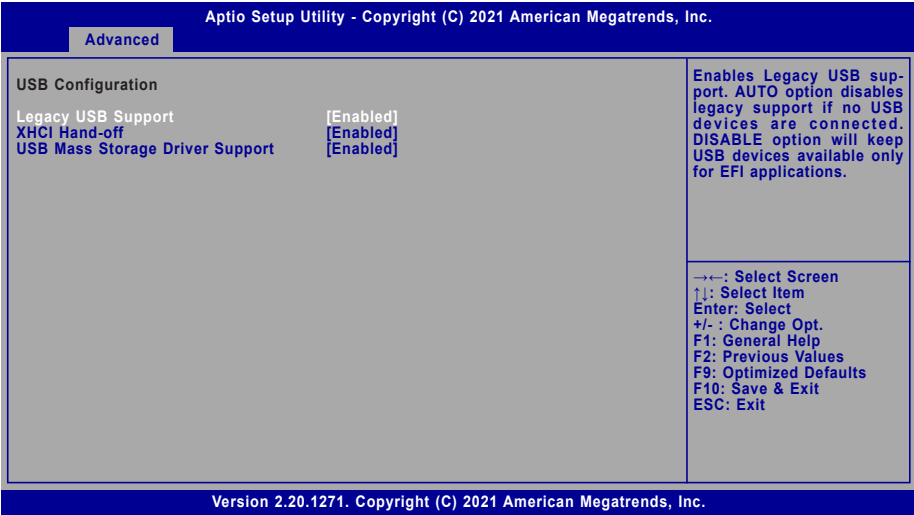 Aptio Setup Utility - Copyright (C) 2021 American Megatrends, Inc.
Advanced
USB Configuration
Legacy USB Support [Enabled]
XHCI Hand-off [Enabled]
USB Mass Storage Driver Support [Enabled]
Enables Legacy USB sup-
port. AUTO option disables
legacy support if no USB
devices are connected.
DISABLE option will keep
USB devices available only
for EFI applications.
→←: Select Screen
↑↓: Select Item
Enter: Select
+/- : Change Opt.
F1: General Help
F2: Previous Values
F9: Optimized Defaults
F10: Save & Exit
ESC: Exit
Version 2.20.1271. Copyright (C) 2021 American Megatrends, Inc.